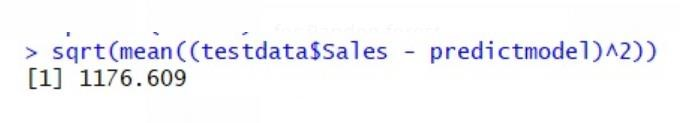 > sqrt(mean((testdata$Sales - predictmodel)^2))
[1] 1176.609